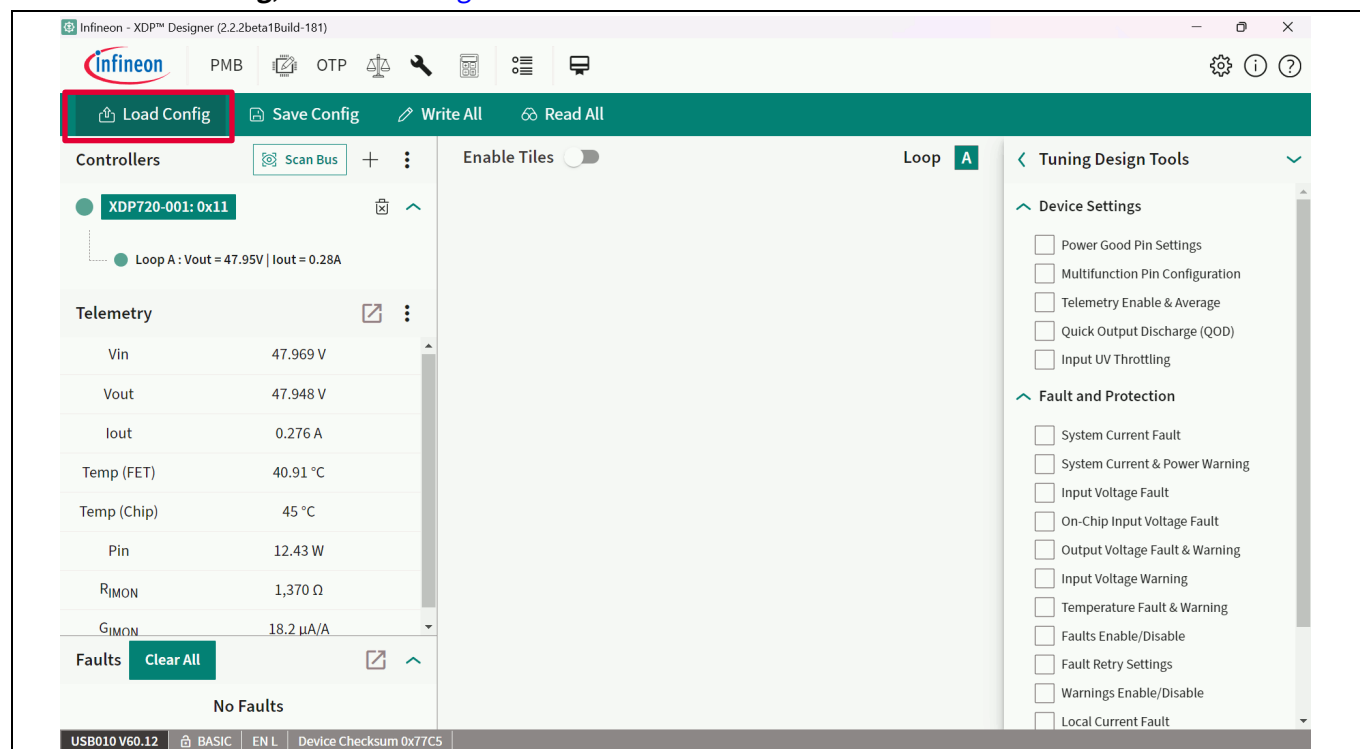 g,
Infineon - XDP™ Designer (2.2.2beta1Build-181)
infineon PMB OTP
Load Config Save Config Write All Read All
Controllers Scan Bus
XDP720-001: 0x11
Loop A : Vout = 47.95V | Iout = 0.28A
Telemetry
Vin 47.969 V
Vout 47.948 V
Iout 0.276 A
Temp (FET) 40.91 °C
Temp (Chip) 45 °C
Pin 12.43 W
RIMON 1,370 Ω
GIMON 18.2 µA/A
Faults Clear All
No Faults
Enable Tiles Loop A
Tuning Design Tools
Device Settings
Power Good Pin Settings
Multifunction Pin Configuration
Telemetry Enable & Average
Quick Output Discharge (QOD)
Input UV Throttling
Fault and Protection
System Current Fault
System Current & Power Warning
Input Voltage Fault
On-Chip Input Voltage Fault
Output Voltage Fault & Warning
Input Voltage Warning
Temperature Fault & Warning
Faults Enable/Disable
Fault Retry Settings
Warnings Enable/Disable
Local Current Fault
USB010 V60.12 BASIC EN L Device Checksum 0x77C5